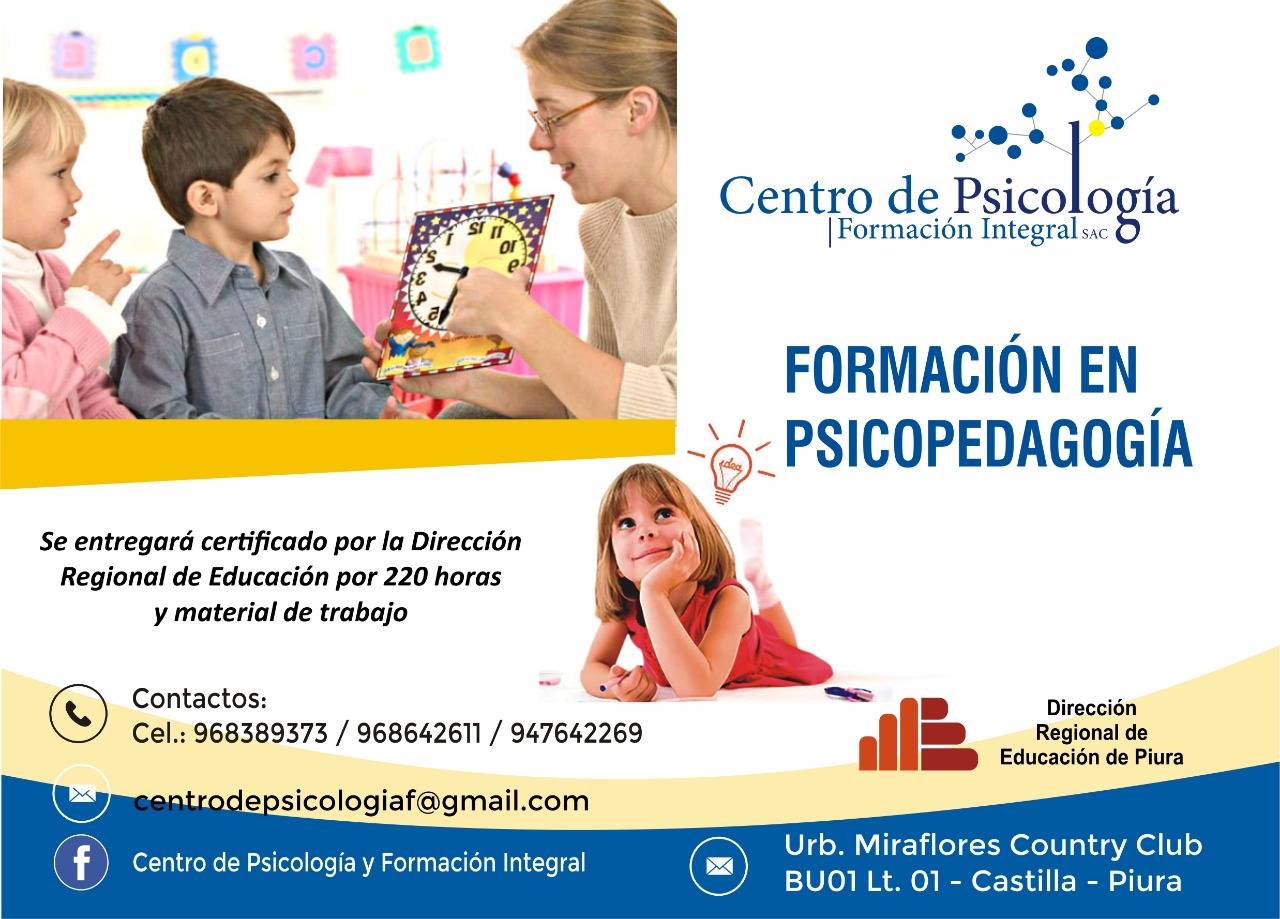 Centro de Psicología
Formación Integral SAC
FORMACIÓN EN
PSICOPEDAGOGÍA
idea
Se entregará certificado por la Dirección
Regional de Educación por 220 horas
y material de trabajo
Contactos:
Cel.: 968389373 / 968642611 / 947642269
centrodepsicologiaf@gmail.com
Centro de Psicología y Formación Integral
Dirección
Regional de
Educación de Piura
Urb. Miraflores Country Club
BU01 Lt. 01 - Castilla - Piura